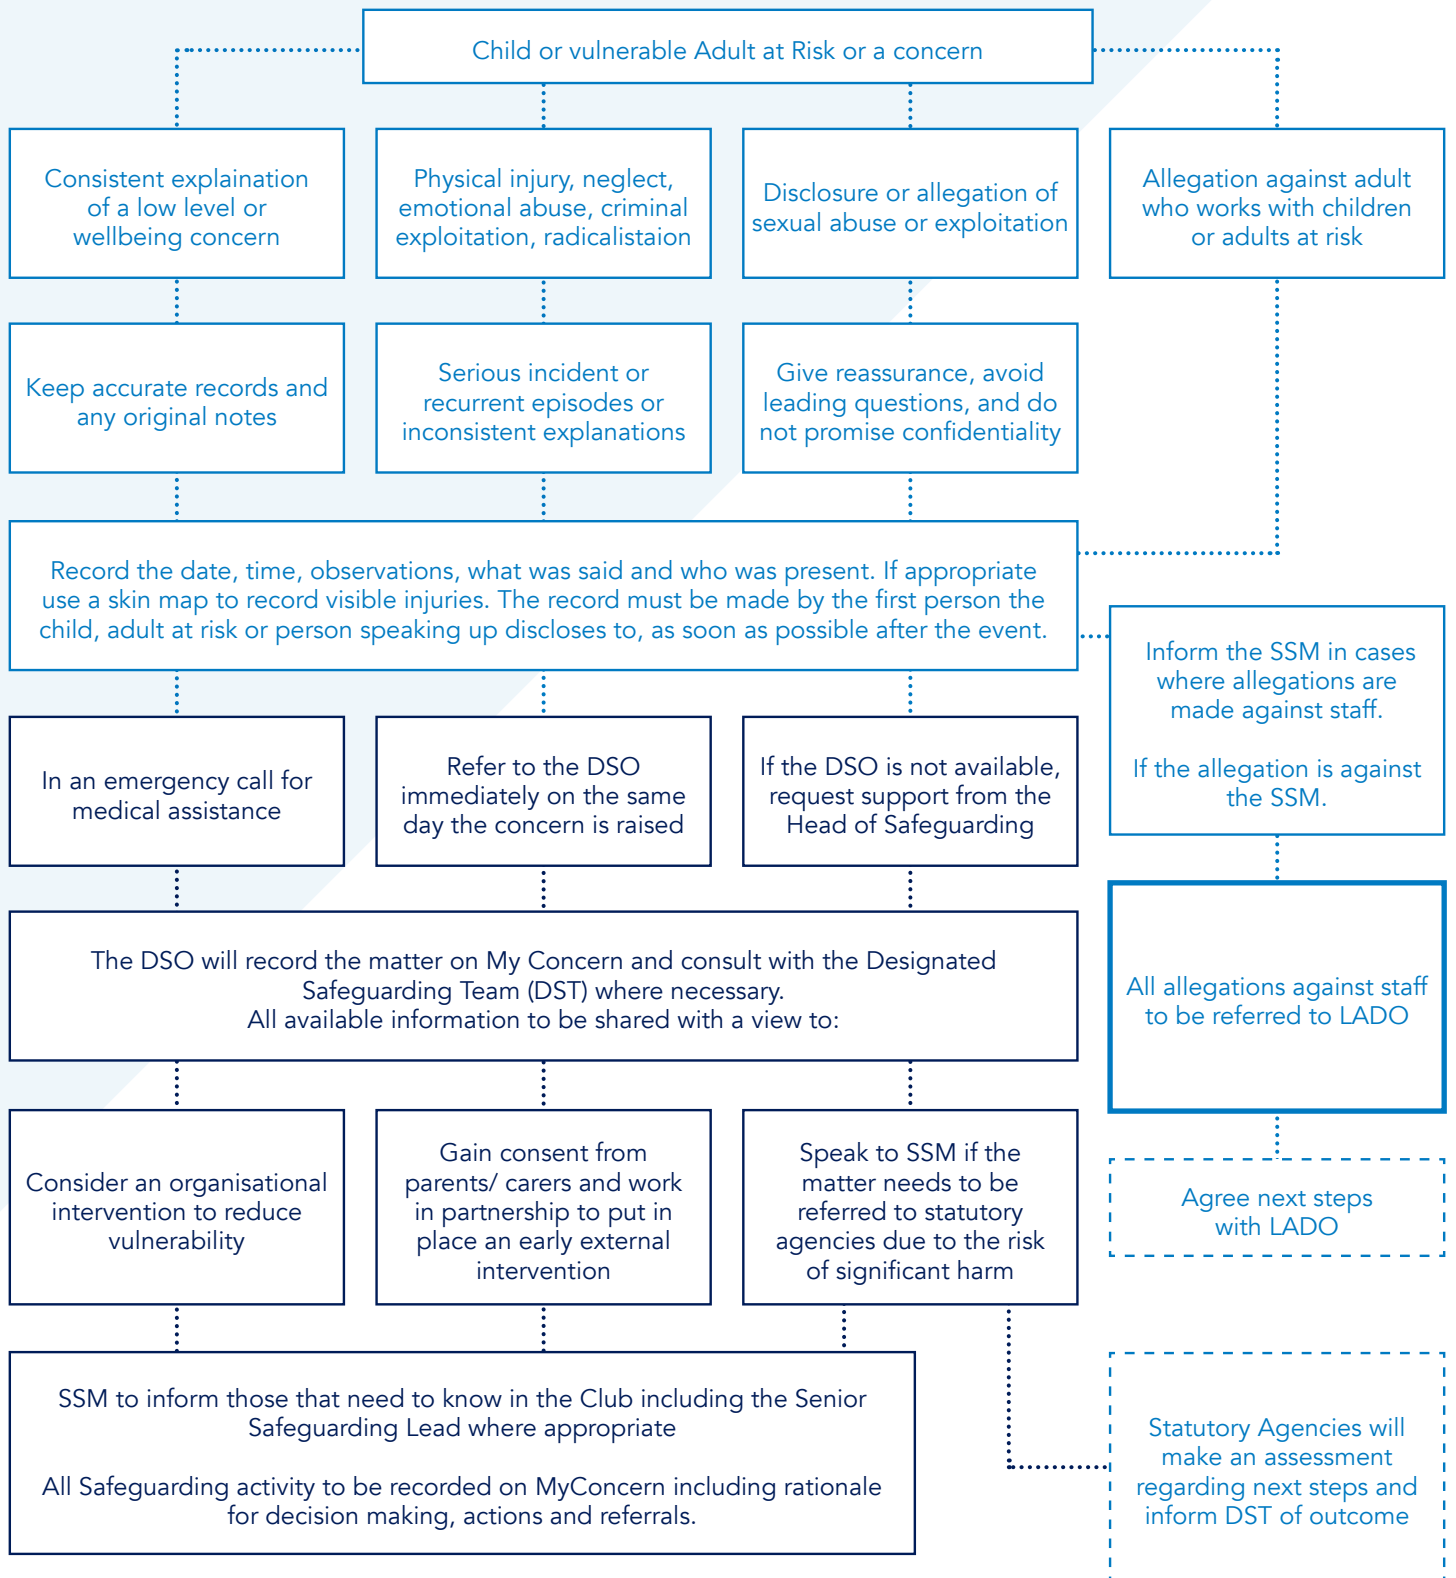 Child or vulnerable Adult at Risk or a concern
Consistent explaination
of a low level or
wellbeing concern
Physical injury, neglect,
emotional abuse, criminal
exploitation, radicalistaion
Disclosure or allegation of
sexual abuse or exploitation
Allegation against adult
who works with children
or adults at risk
Keep accurate records and
any original notes
Serious incident or
recurrent episodes or
inconsistent explanations
Give reassurance, avoid
leading questions, and do
not promise confidentiality
Record the date, time, observations, what was said and who was present. If appropriate
use a skin map to record visible injuries. The record must be made by the first person the
child, adult at risk or person speaking up discloses to, as soon as possible after the event.
Inform the SSM in cases
where allegations are
made against staff.
If the allegation is against
the SSM.
In an emergency call for
medical assistance
Refer to the DSO
immediately on the same
day the concern is raised
If the DSO is not available,
request support from the
Head of Safeguarding
All allegations against staff
to be referred to LADO
The DSO will record the matter on My Concern and consult with the Designated
Safeguarding Team (DST) where necessary.
All available information to be shared with a view to:
Consider an organisational
intervention to reduce
vulnerability
Gain consent from
parents/ carers and work
in partnership to put in
place an early external
intervention
Speak to SSM if the
matter needs to be
referred to statutory
agencies due to the risk
of significant harm
Agree next steps
with LADO
SSM to inform those that need to know in the Club including the Senior
Safeguarding Lead where appropriate
All Safeguarding activity to be recorded on MyConcern including rationale
for decision making, actions and referrals.
Statutory Agencies will
make an assessment
regarding next steps and
inform DST of outcome